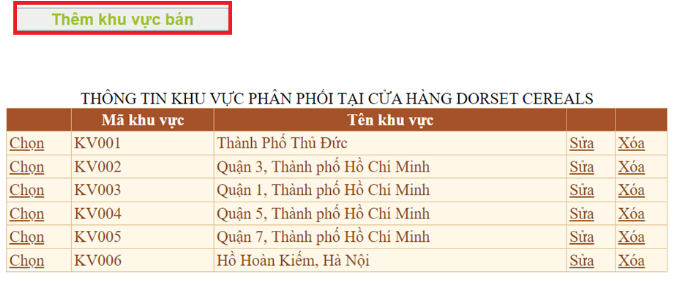 Thêm khu vực bán
THÔNG TIN KHU VỰC PHÂN PHỐI TẠI CỬA HÀNG DORSET CEREALS
Mã khu vực Tên khu vực
Chọn KV001 Thành Phố Thủ Đức Sửa Xóa
Chọn KV002 Quận 3, Thành phố Hồ Chí Minh Sửa Xóa
Chọn KV003 Quận 1, Thành phố Hồ Chí Minh Sửa Xóa
Chọn KV004 Quận 5, Thành phố Hồ Chí Minh Sửa Xóa
Chọn KV005 Quận 7, Thành phố Hồ Chí Minh Sửa Xóa
Chọn KV006 Hồ Hoàn Kiếm, Hà Nội Sửa Xóa